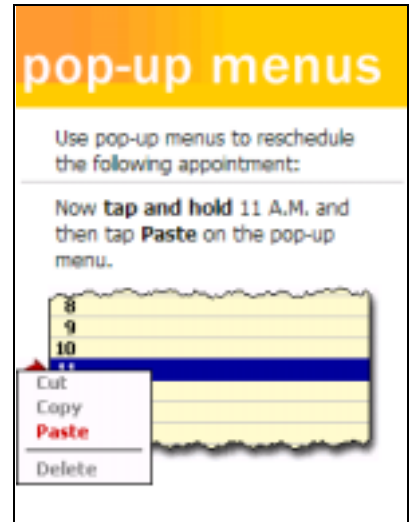 pop-up menus
Use pop-up menus to reschedule
the following appointment:
Now tap and hold 11 A.M. and
then tap Paste on the pop-up
menu.
8
9
10
11
Cut
Copy
Paste
Delete